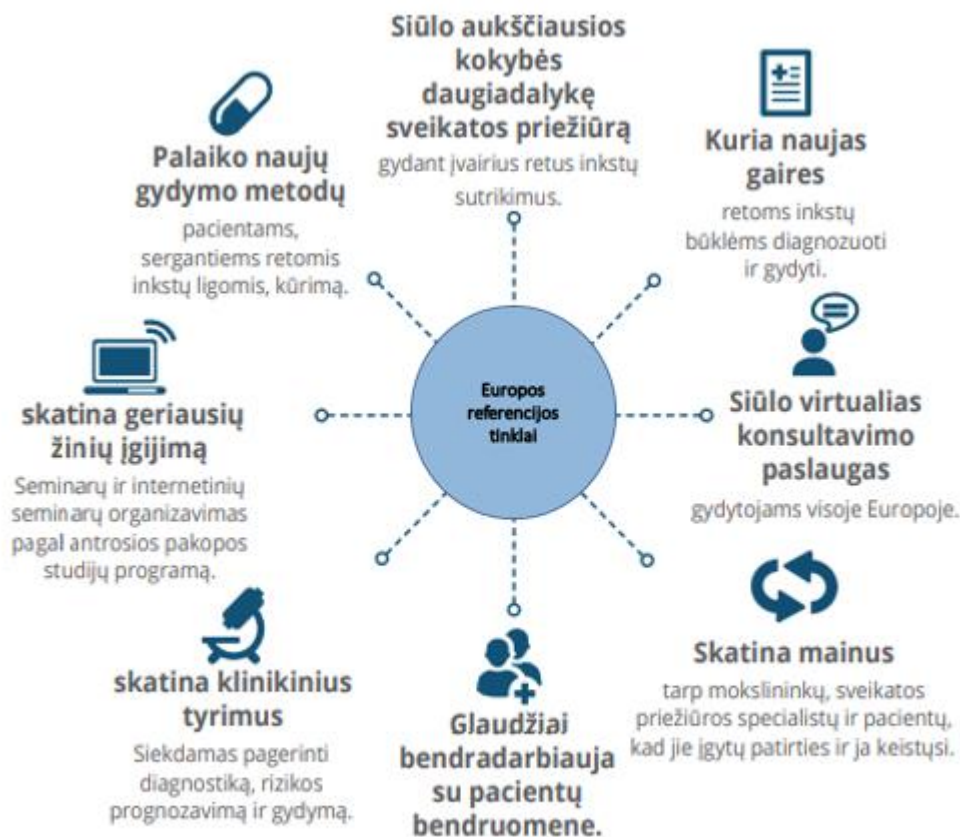 Siūlo aukščiausios
kokybės
daugiadalykę
sveikatos priežiūrą
gydant įvairius retus inkstų
sutrikimus.
Kuria naujas
gaires
retoms inkstų
būklėms diagnozuoti
ir gydyti.
Siūlo virtualias
konsultavimo
paslaugas
gydytojams visoje Europoje.
Skatina mainus
tarp mokslininkų, sveikatos
priežiūros specialistų ir pacientų,
kad jie įgytų patirties ir ja keistųsi.
Glaudžiai
bendradarbiauja
su pacientų
bendruomene.
skatina klinikinius
tyrimus
Siekdamas pagerinti
diagnostiką, rizikos
prognozavimą ir gydymą.
skatina geriausių
žinių įgijimą
Seminarų ir internetinių
seminarų organizavimas
pagal antrosios pakopos
studijų programą.
Palaiko naujų
gydymo metodų
pacientams,
sergantiems retomis
inkstų ligomis, kūrimą.
Europos
referencijos
tinklai